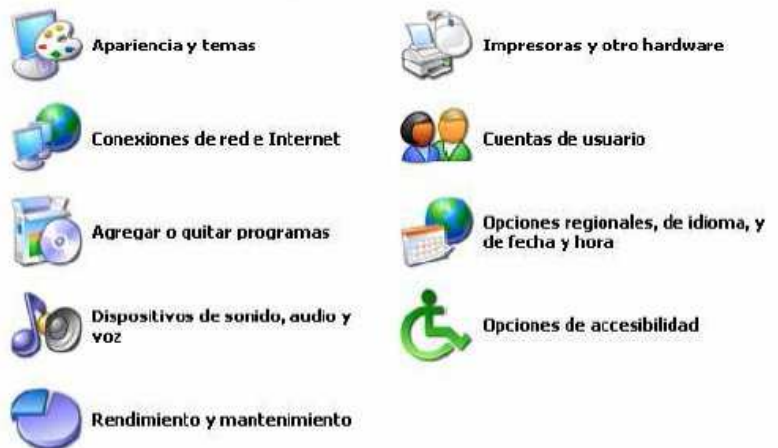 Apariencia y temas
Impresoras y otro hardware
Conexiones de red e Internet
Cuentas de usuario
Agregar o quitar programas
Opciones regionales, de idioma, y
de fecha y hora
Dispositivos de sonido, audio y
voz
Opciones de accesibilidad
Rendimiento y mantenimiento